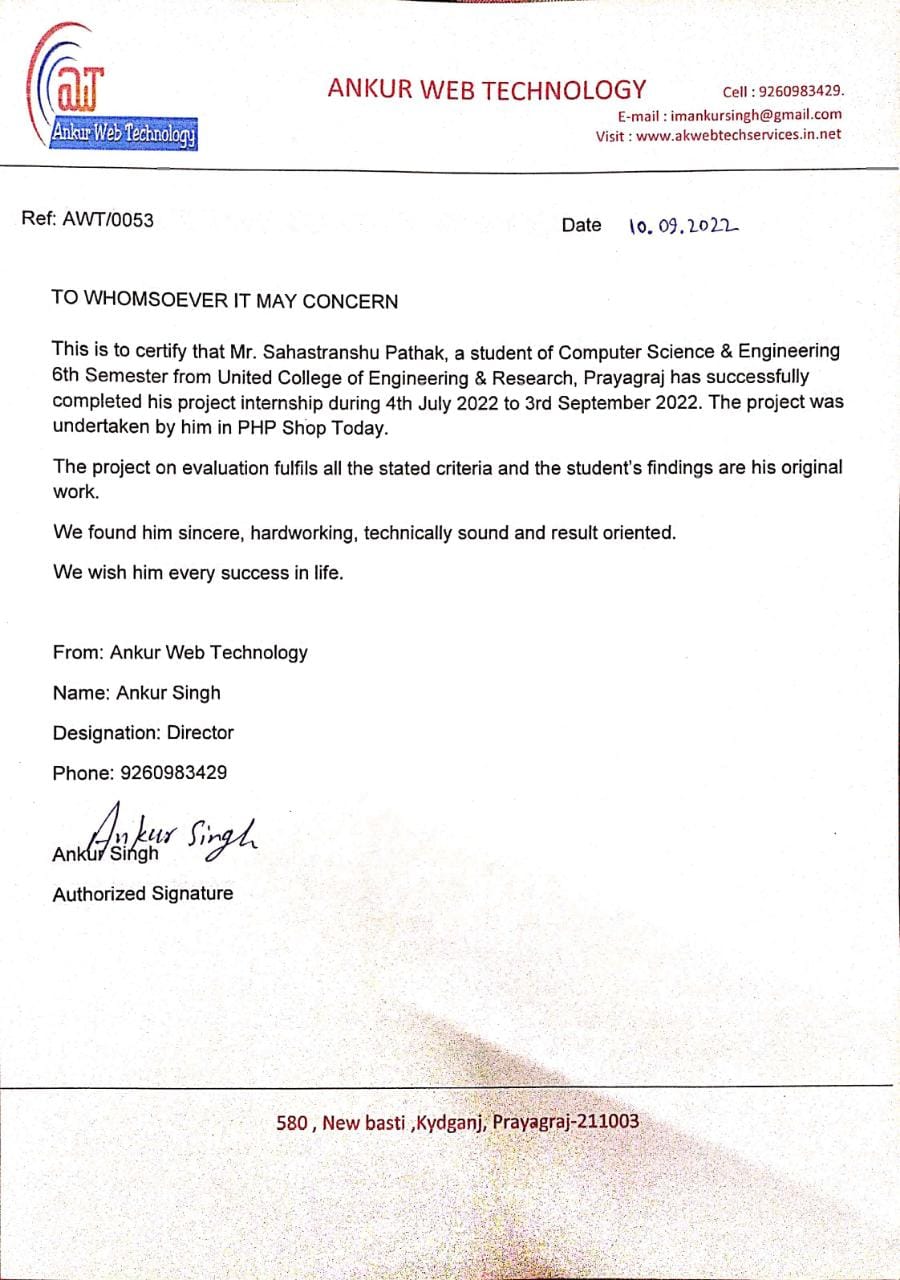 aWT
Ankur Web Technology
ANKUR WEB TECHNOLOGY
Cell : 9260983429.
E-mail : imankursingh@gmail.com
Visit : www.akwebtechservices.in.net
Ref: AWT/0053
Date 10.09.2022
TO WHOMSOEVER IT MAY CONCERN
This is to certify that Mr. Sahastranshu Pathak, a student of Computer Science & Engineering
6th Semester from United College of Engineering & Research, Prayagraj has successfully
completed his project internship during 4th July 2022 to 3rd September 2022. The project was
undertaken by him in PHP Shop Today.
The project on evaluation fulfils all the stated criteria and the student's findings are his original
work.
We found him sincere, hardworking, technically sound and result oriented.
We wish him every success in life.
From: Ankur Web Technology
Name: Ankur Singh
Designation: Director
Phone: 9260983429
Ankur Singh
Ankur Singh
Authorized Signature
580 , New basti ,Kydganj, Prayagraj-211003